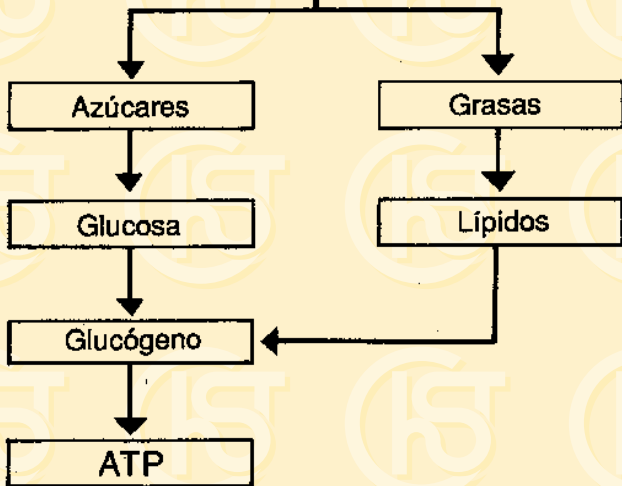 Azúcares
Grasas
Glucosa
Lípidos
Glucógeno
ATP